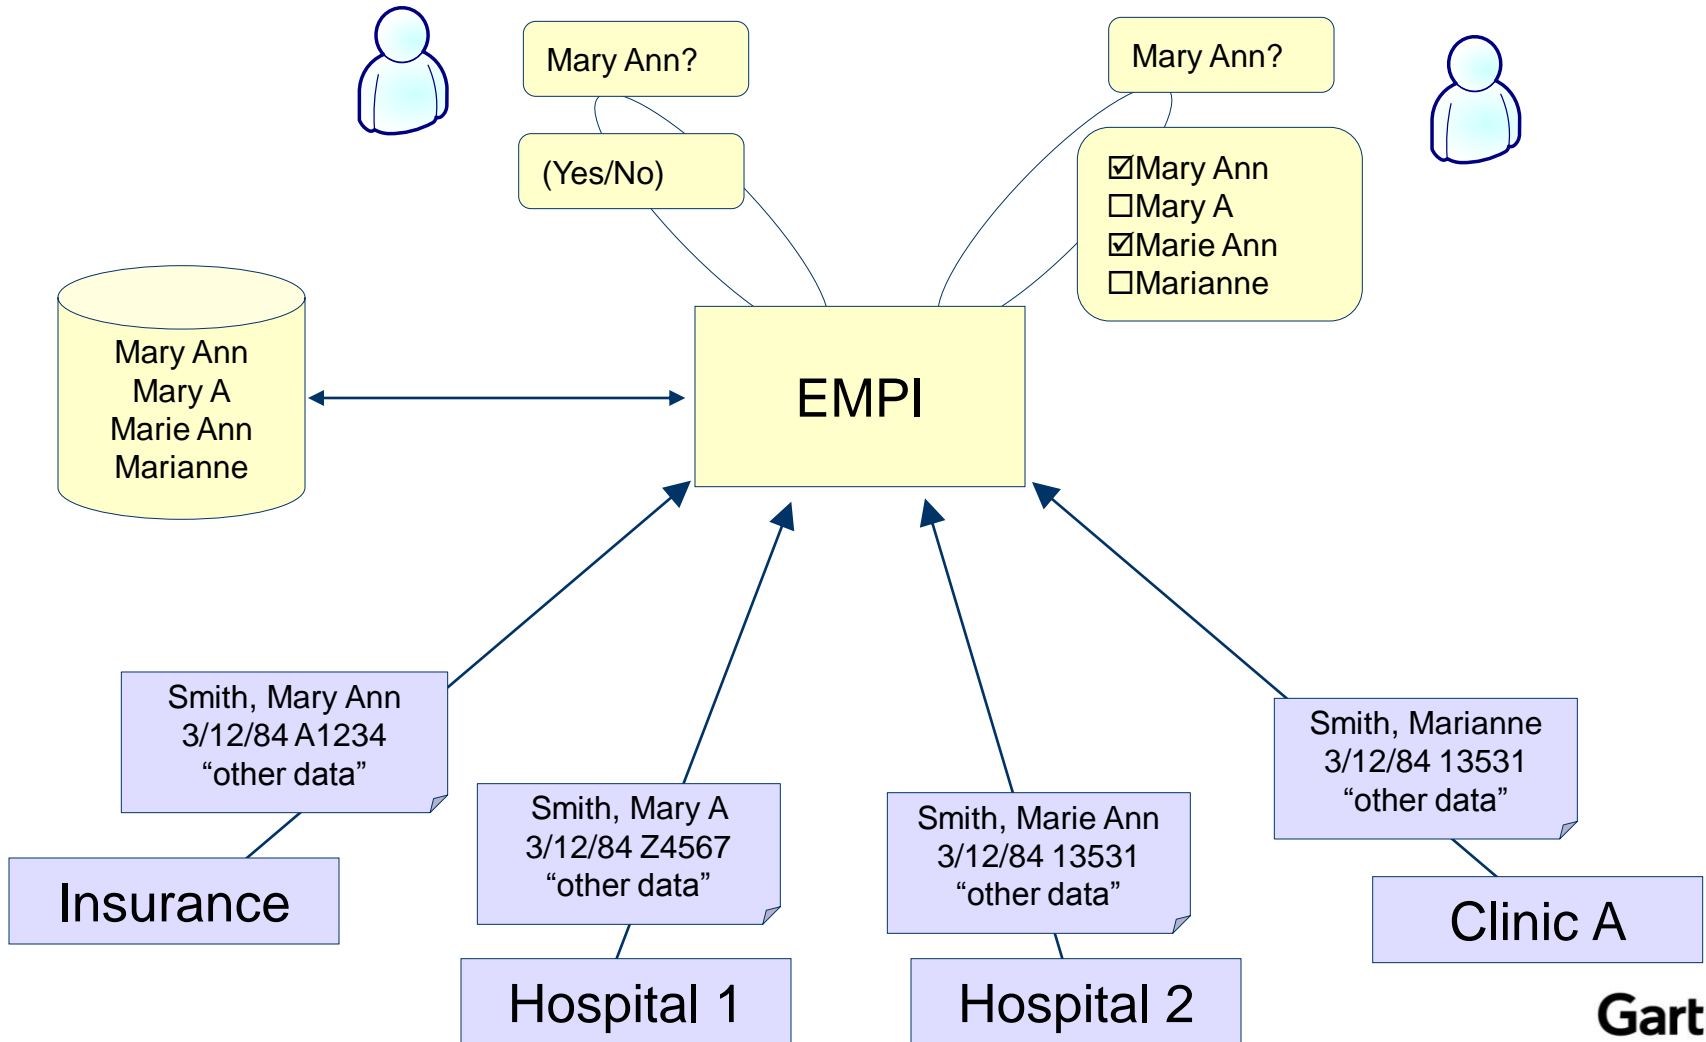 Mary Ann?
(Yes/No)
Mary Ann?
☑Mary Ann
☐Mary A
☑Marie Ann
☐Marianne
Mary Ann
Mary A
Marie Ann
Marianne
EMPI
Smith, Mary Ann
3/12/84 A1234
“other data”
Insurance
Smith, Mary A
3/12/84 Z4567
“other data”
Hospital 1
Smith, Marie Ann
3/12/84 13531
“other data”
Hospital 2
Smith, Marianne
3/12/84 13531
“other data”
Clinic A
Gart